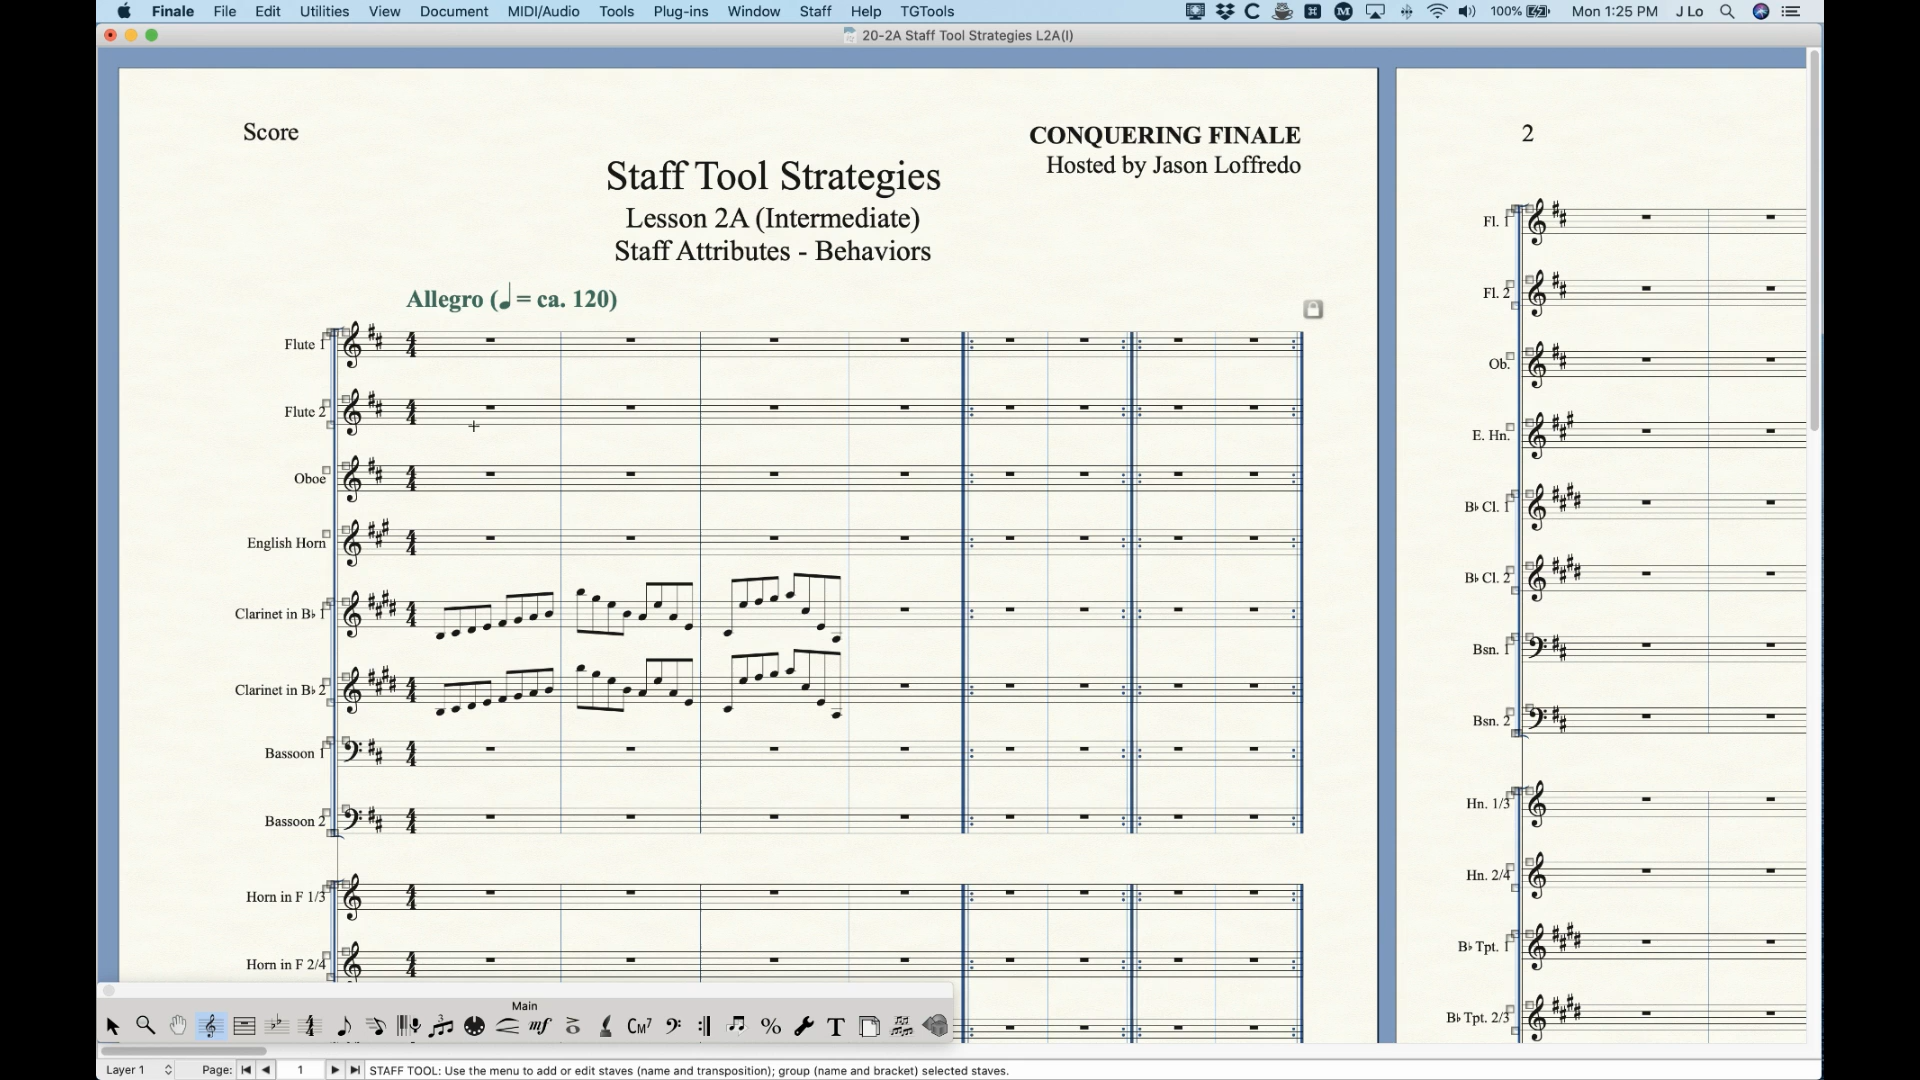 Finale File Edit Utilities View Document MIDI/Audio Tools Plug-ins Window Staff Help TGTools 100% Mon 1:25 PM J Lo
20-2A Staff Tool Strategies L2A(I)
Score
CONQUERING FINALE
Hosted by Jason Loffredo
Staff Tool Strategies
Lesson 2A (Intermediate)
Staff Attributes - Behaviors
Allegro (♩ = ca. 120)
Flute 1
Flute 2
Oboe
English Horn
Clarinet in B♭ 1
Clarinet in B♭ 2
Bassoon 1
Bassoon 2
Horn in F 1/3
Horn in F 2/4
2
Fl. 1
Fl. 2
Ob.
E. Hn.
B♭ Cl. 1
B♭ Cl. 2
Bsn. 1
Bsn. 2
Hn. 1/3
Hn. 2/4
B♭ Tpt. 1
B♭ Tpt. 2/3
Main
mf CM7 % T
Layer 1 Page: 1 STAFF TOOL: Use the menu to add or edit staves (name and transposition); group (name and bracket) selected staves.